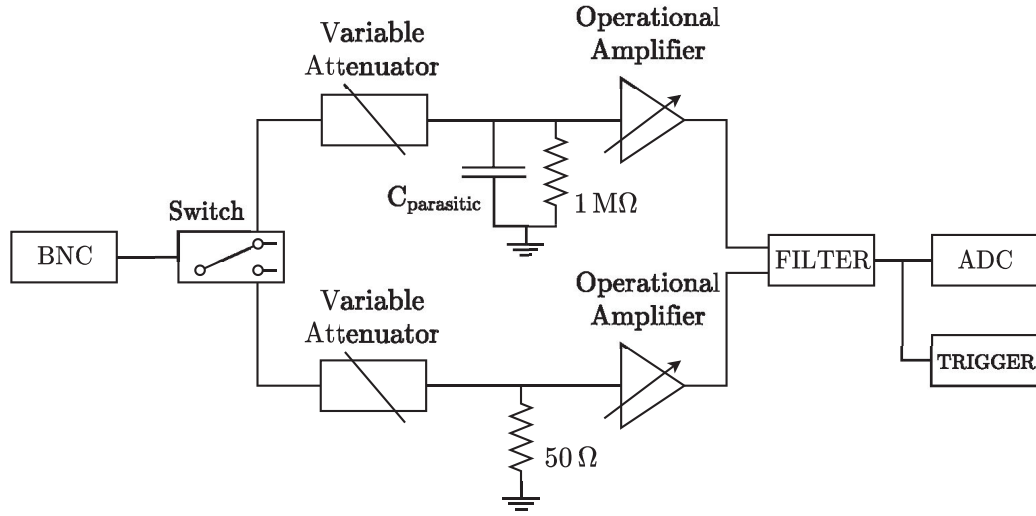 Operational
Amplifier
Variable
Attenuator
C_parasitic
1 MΩ
Switch
BNC
FILTER
ADC
TRIGGER
Variable
Attenuator
Operational
Amplifier
50 Ω